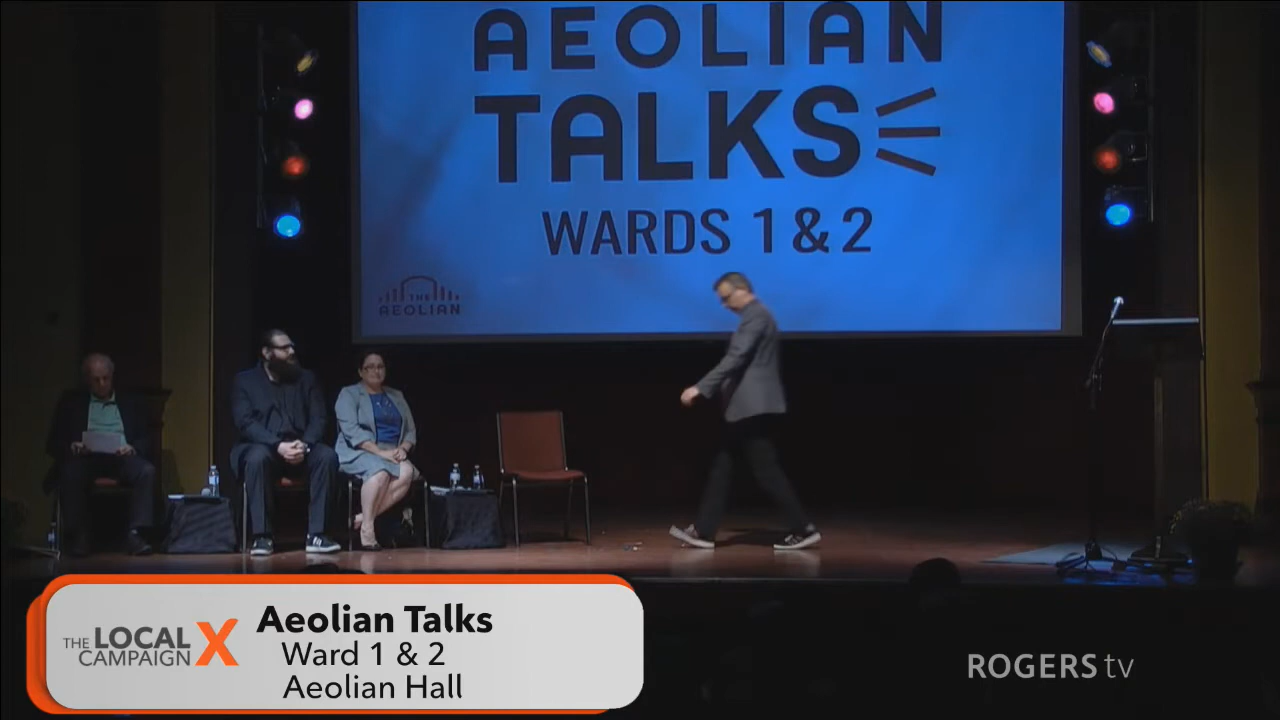 AEOLIAN
TALKS
WARDS 1 & 2
THE
AEOLIAN
THE LOCAL
CAMPAIGN X
Aeolian Talks
Ward 1 & 2
Aeolian Hall
ROGERS tv